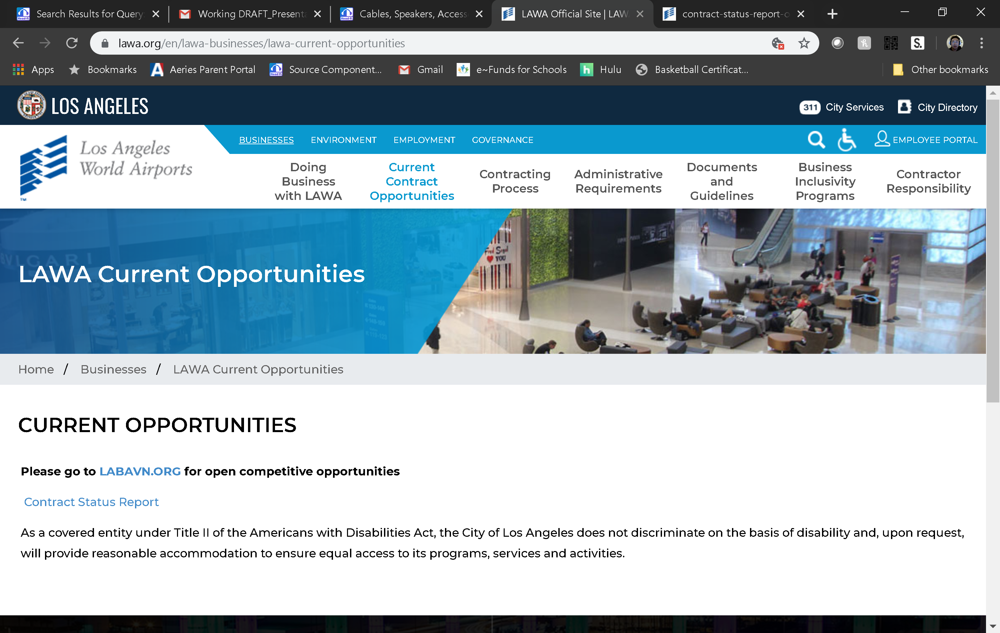 Search Results for Query
Working DRAFT_Present
Cables, Speakers, Access
LAWA Official Site | LAW
contract-status-report-o
lawa.org/en/lawa-businesses/lawa-current-opportunities
S.
Apps
Bookmarks
Aeries Parent Portal
Source Component...
Gmail
e~Funds for Schools
Hulu
Basketball Certificat...
Other bookmarks
LOS ANGELES
311 City Services
City Directory
Los Angeles
World Airports
TM
BUSINESSES
ENVIRONMENT
EMPLOYMENT
GOVERNANCE
EMPLOYEE PORTAL
Doing
Business
with LAWA
Current
Contract
Opportunities
Contracting
Process
Administrative
Requirements
Documents
and
Guidelines
Business
Inclusivity
Programs
Contractor
Responsibility
BVLGARI
Fred Segal
YOU
LAWA Current Opportunities
Home / Businesses / LAWA Current Opportunities
CURRENT OPPORTUNITIES
Please go to LABAVN.ORG for open competitive opportunities
Contract Status Report
As a covered entity under Title II of the Americans with Disabilities Act, the City of Los Angeles does not discriminate on the basis of disability and, upon request,
will provide reasonable accommodation to ensure equal access to its programs, services and activities.